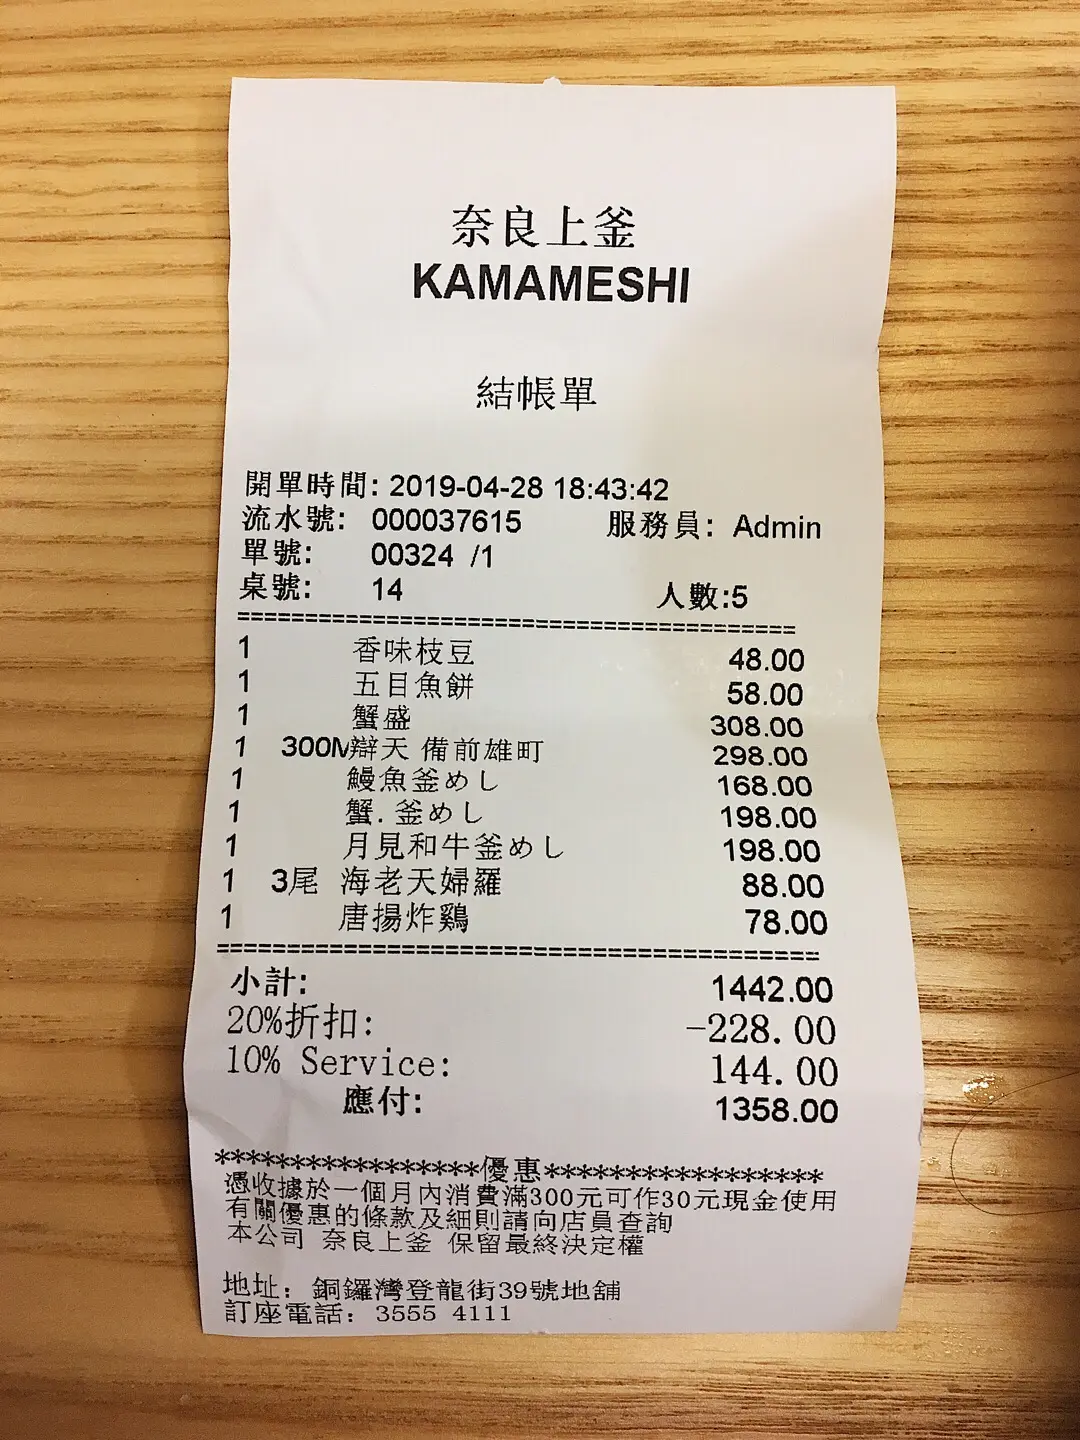 奈良上釜
KAMAMESHI
結帳單
開單時間: 2019-04-28 18:43:42
流水號: 000037615 服務員: Admin
單號: 00324 /1
桌號: 14 人數:5
=========================================
1 香味枝豆 48.00
1 五目魚餅 58.00
1 蟹盛 308.00
1 300M辯天 備前雄町 298.00
1 鰻魚釜めし 168.00
1 蟹.釜めし 198.00
1 月見和牛釜めし 198.00
1 3尾 海老天婦羅 88.00
1 唐揚炸鷄 78.00
=========================================
小計: 1442.00
20%折扣: -228.00
10% Service: 144.00
應付: 1358.00
*****************優惠*****************
憑收據於一個月內消費滿300元可作30元現金使用
有關優惠的條款及細則請向店員查詢
本公司 奈良上釜 保留最終決定權
地址: 銅鑼灣登龍街39號地舖
訂座電話: 3555 4111